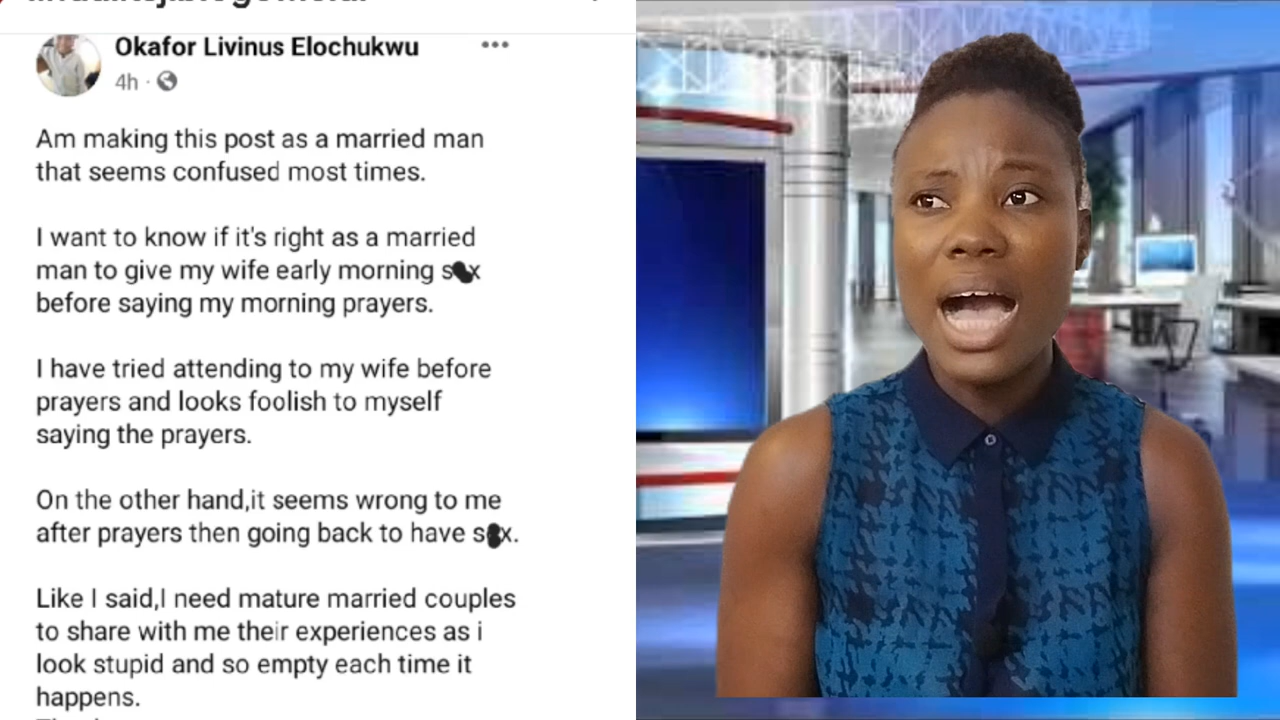 Okafor Livinus Elochukwu
4h
Am making this post as a married man
that seems confused most times.
I want to know if it's right as a married
man to give my wife early morning s x
before saying my morning prayers.
I have tried attending to my wife before
prayers and looks foolish to myself
saying the prayers.
On the other hand,it seems wrong to me
after prayers then going back to have s x.
Like I said,I need mature married couples
to share with me their experiences as i
look stupid and so empty each time it
happens.